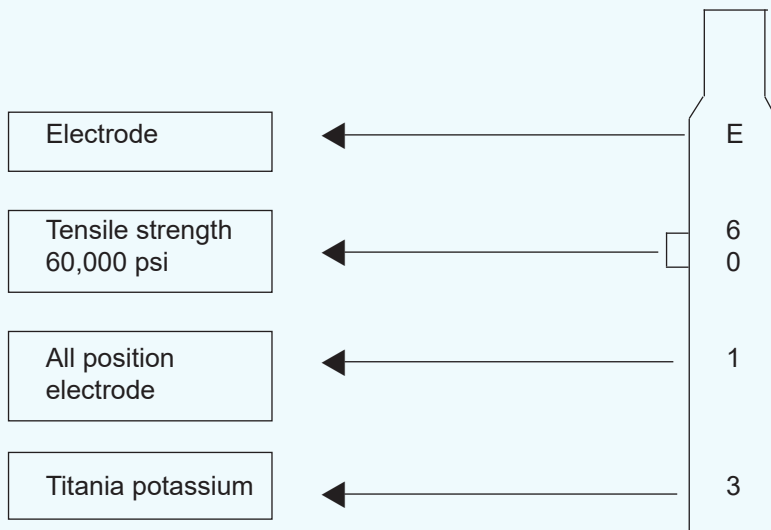 Electrode
E
Tensile strength
60,000 psi
6
0
All position
electrode
1
Titania potassium
3